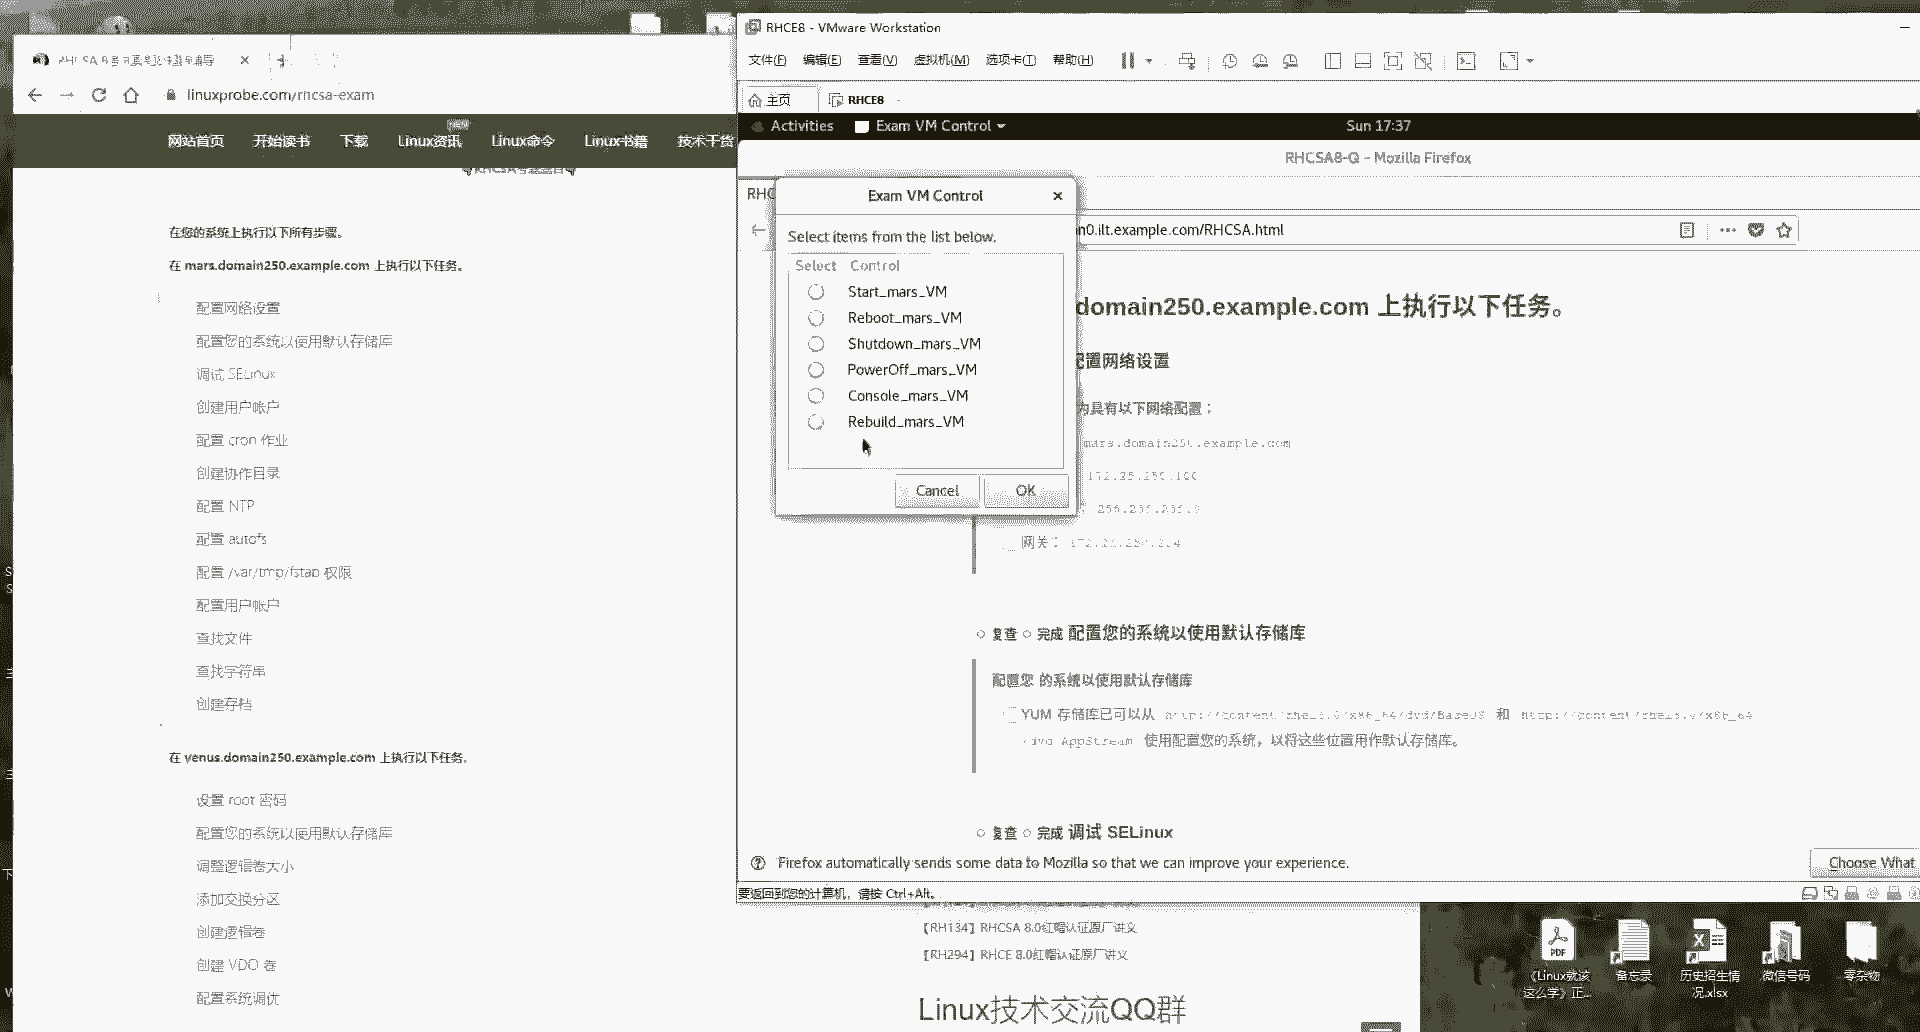 linuxprobe.com/rhcsa-exam
网站首页 开始读书 下载 Linux资讯 new Linux命令 Linux书籍 技术干货
在您的系统上执行以下所有步骤。
在 mars.domain250.example.com 上执行以下任务。
配置网络设置
配置您的系统以使用默认存储库
调试 SELinux
创建用户帐户
配置 cron 作业
创建协作目录
配置 NTP
配置 autofs
配置 /var/tmp/fstab 权限
配置用户帐户
查找文件
查找字符串
创建存档
在 venus.domain250.example.com 上执行以下任务。
设置 root 密码
配置您的系统以使用默认存储库
调整逻辑卷大小
添加交换分区
创建逻辑卷
创建 VDO 卷
配置系统调优
RHCE8 - VMware Workstation
文件(F) 编辑(E) 查看(V) 虚拟机(M) 选项卡(T) 帮助(H)
主页 RHCE8
Activities Exam VM Control Sun 17:37
RHCSA8-Q - Mozilla Firefox
RHC
Exam VM Control
Select items from the list below.
Select Control
Start_mars_VM
Reboot_mars_VM
Shutdown_mars_VM
PowerOff_mars_VM
Console_mars_VM
Rebuild_mars_VM
Cancel OK
n0.ilt.example.com/RHCSA.html
domain250.example.com 上执行以下任务。
配置网络设置
为具有以下网络配置：
mars.domain250.example.com
172.25.250.100
网关：
复查 完成 配置您的系统以使用默认存储库
配置您 的系统以使用默认存储库
YUM 存储库已可以从 和
AppStream 使用配置您的系统，以将这些位置用作默认存储库。
复查 完成 调试 SELinux
Firefox automatically sends some data to Mozilla so that we can improve your experience.
Choose What
要返回到您的计算机，请按 Ctrl+Alt。
【RH134】RHCSA 8.0红帽认证原厂讲义
【RH294】RHCE 8.0红帽认证原厂讲义
Linux技术交流QQ群
PDF
《Linux就该这么学》正...
备忘录
历史招生情况.xlsx
微信号码
零杂物